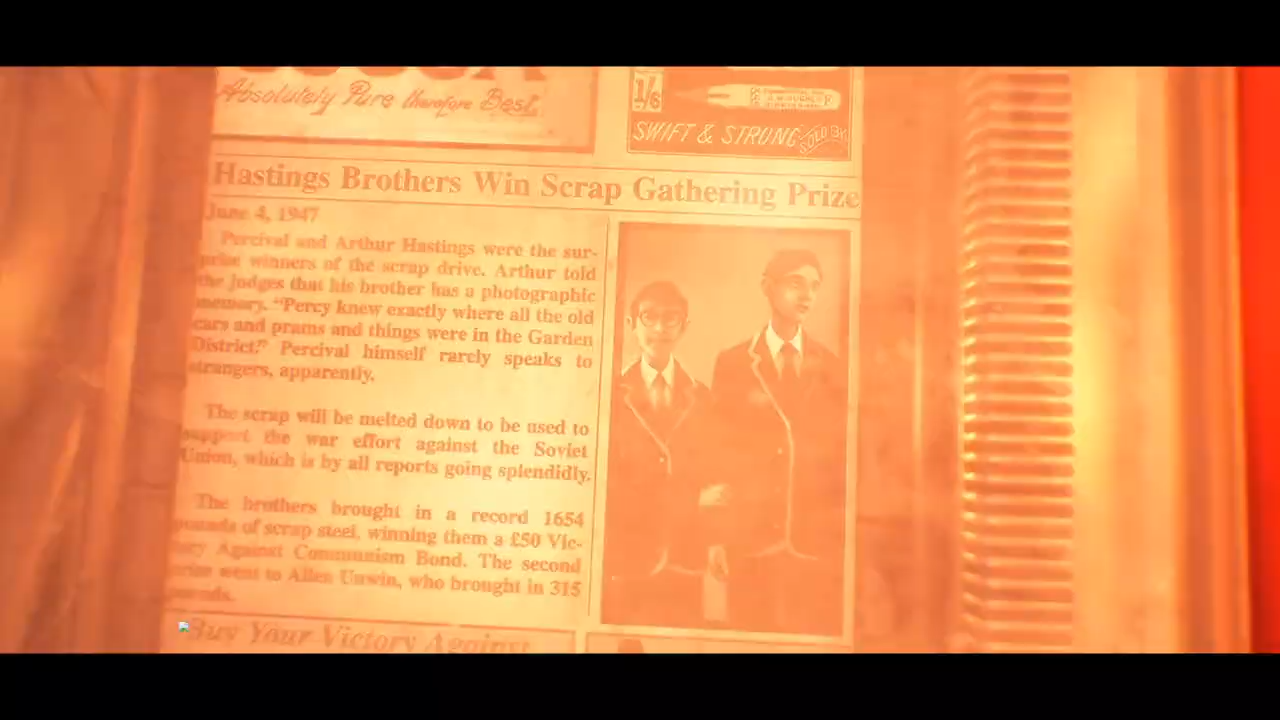 Absolutely Pure therefore Best.
1/6
SWIFT & STRONG
SOLD BY
Hastings Brothers Win Scrap Gathering Prize
June 4, 1947
Percival and Arthur Hastings were the sur-
prise winners of the scrap drive. Arthur told
the judges that his brother has a photographic
memory. "Percy knew exactly where all the old
cars and prams and things were in the Garden
District." Percival himself rarely speaks to
strangers, apparently.
The scrap will be melted down to be used to
support the war effort against the Soviet
Union, which is by all reports going splendidly.
The brothers brought in a record 1654
pounds of scrap steel, winning them a £50 Vic-
tory Against Communism Bond. The second
prize went to Allen Unwin, who brought in 315
pounds.
Buy Your Victory Against